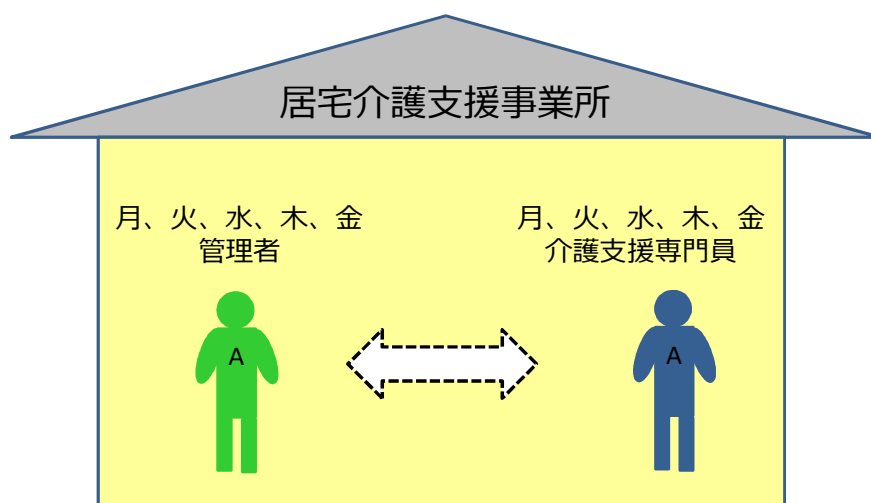 居宅介護支援事業所
月、火、水、木、金
管理者
A
月、火、水、木、金
介護支援専門員
A